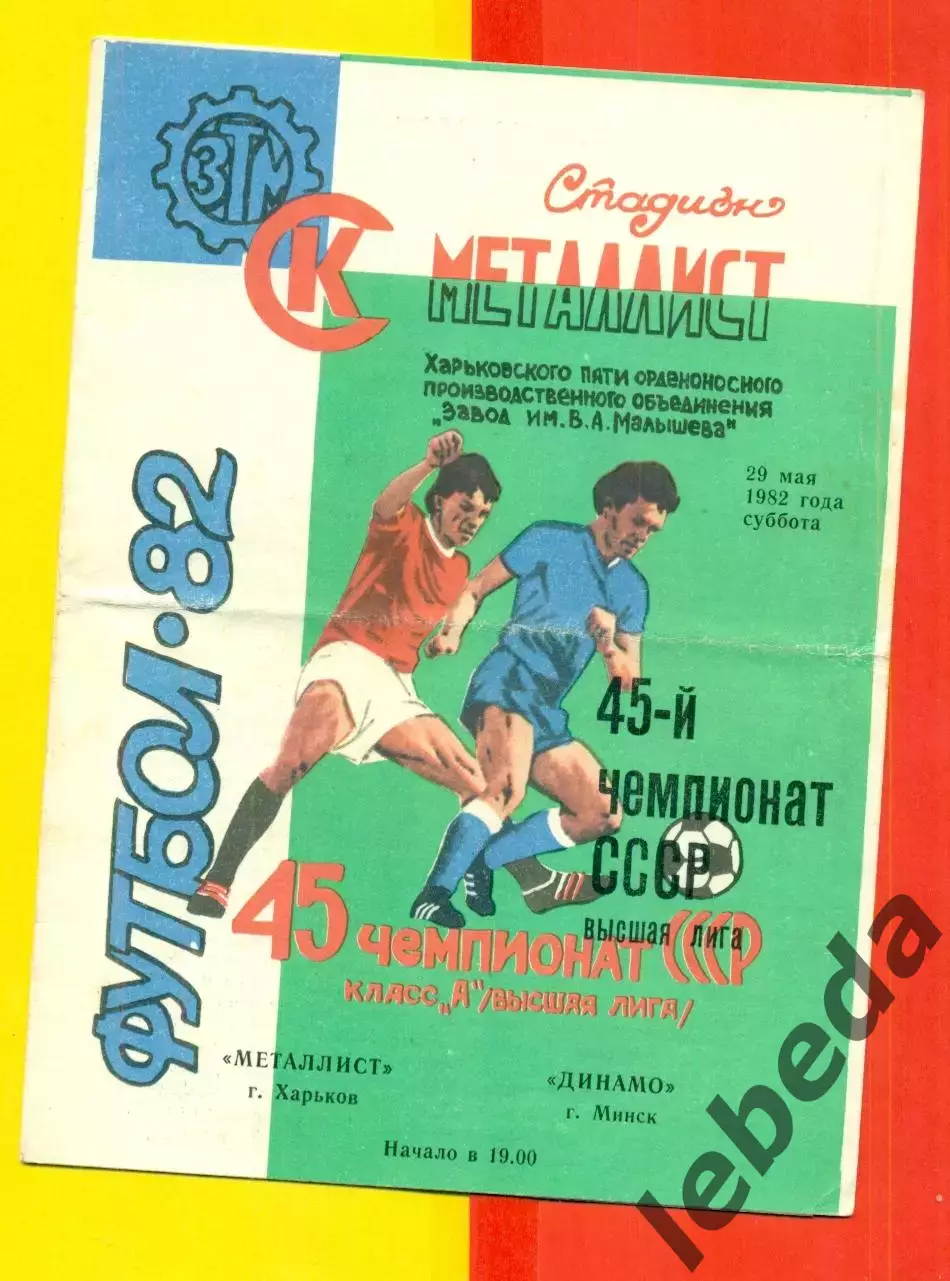 ЗТМ
СК
Стадион
МЕТАЛЛИСТ
Харьковского пяти орденоносного
производственного объединения
„Завод им. В.А. Малышева"
29 мая
1982 года
суббота
ФУТБОЛ·82
45-й
чемпионат
СССР
высшая лига
45 чемпионат СССР
класс „А"/высшая лига/
«МЕТАЛЛИСТ»
г. Харьков
«ДИНАМО»
г. Минск
Начало в 19.00
lebeda